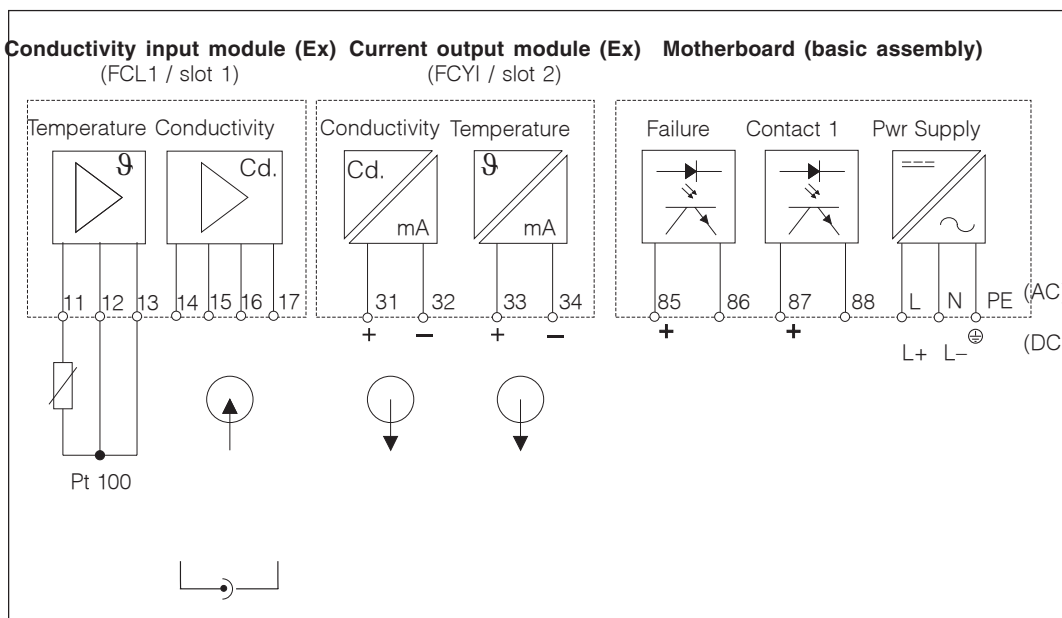 Conductivity input module (Ex) Current output module (Ex) Motherboard (basic assembly)
(FCL1 / slot 1) (FCYI / slot 2)
Temperature Conductivity Conductivity Temperature Failure Contact 1 Pwr Supply
ϑ Cd. Cd. ϑ
mA mA
11 12 13 14 15 16 17 31 32 33 34 85 86 87 88 L N PE (AC
+ − + − + + L+ L− (DC
Pt 100